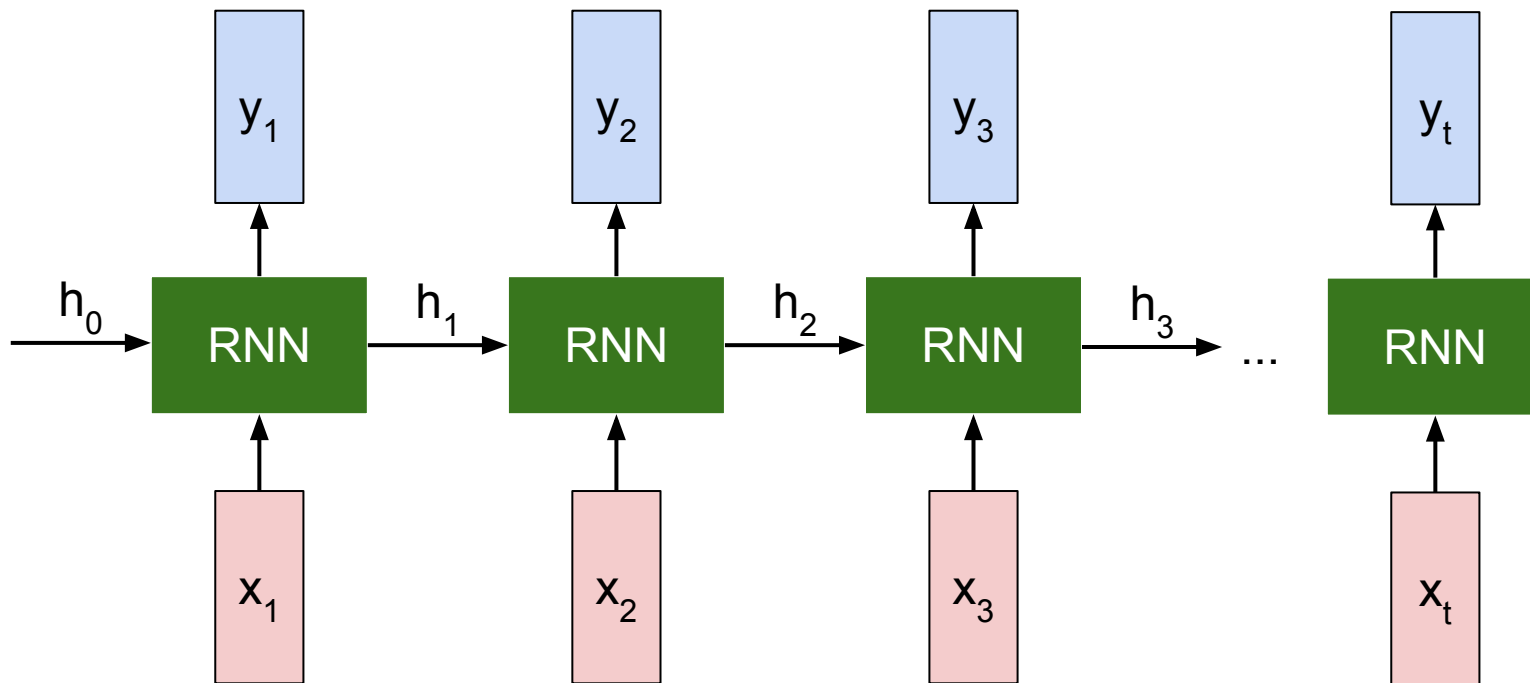 y₁ y₂ y₃ yₜ
h₀ h₁ h₂ h₃
RNN RNN RNN ... RNN
x₁ x₂ x₃ xₜ